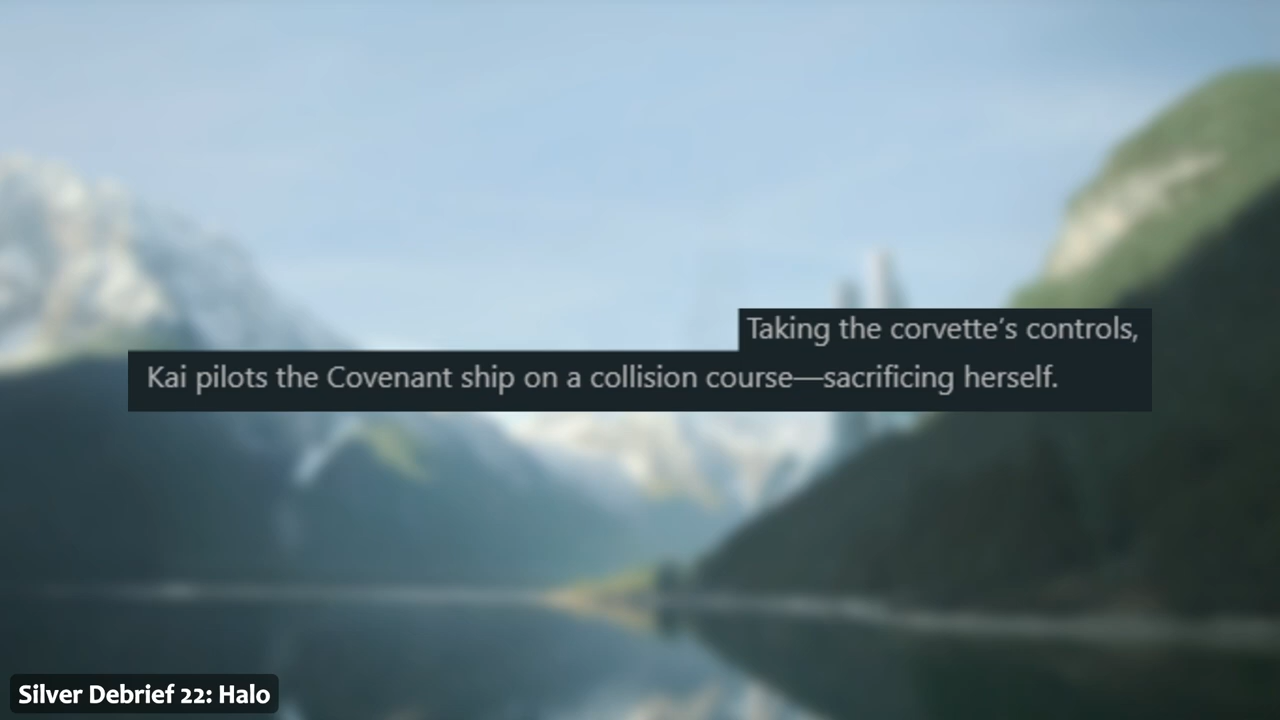 Taking the corvette’s controls,
Kai pilots the Covenant ship on a collision course—sacrificing herself.
Silver Debrief 22: Halo